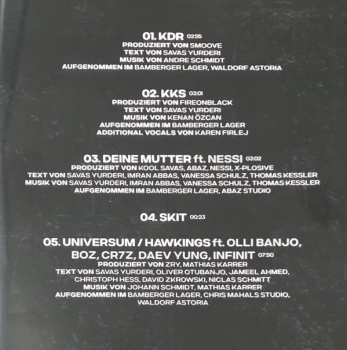 01. KDR 02:55
PRODUZIERT VON SMOOVE
TEXT VON SAVAS YURDERI
MUSIK VON ANDRE SCHMIDT
AUFGENOMMEN IM BAMBERGER LAGER, WALDORF ASTORIA
02. KKS 03:01
PRODUZIERT VON FIREONBLACK
TEXT VON SAVAS YURDERI
MUSIK VON KENAN ÖZCAN
AUFGENOMMEN IM BAMBERGER LAGER
ADDITIONAL VOCALS VON KAREN FIRLEJ
03. DEINE MUTTER ft. NESSI 03:02
PRODUZIERT VON KOOL SAVAS, ABAZ, NESSI, X-PLOSIVE
TEXT VON SAVAS YURDERI, IMRAN ABBAS, VANESSA SCHULZ, THOMAS KESSLER
MUSIK VON SAVAS YURDERI, IMRAN ABBAS, VANESSA SCHULZ, THOMAS KESSLER
AUFGENOMMEN IM BAMBERGER LAGER, ABAZ STUDIO
04. SKIT 00:23
05. UNIVERSUM / HAWKINGS ft. OLLI BANJO,
BOZ, CR7Z, DAEV YUNG, INFINIT 07:50
PRODUZIERT VON ZRY, MATHIAS KARRER
TEXT VON SAVAS YURDERI, OLIVER OTUBANJO, JAMEEL AHMED,
CHRISTOPH HESS, DAVID ZKROWSKI, NICLAS SCHMITT
MUSIK VON JOHANN SCHMIDT, MATHIAS KARRER
AUFGENOMMEN IM BAMBERGER LAGER, CHRIS MAHALS STUDIO,
WALDORF ASTORIA